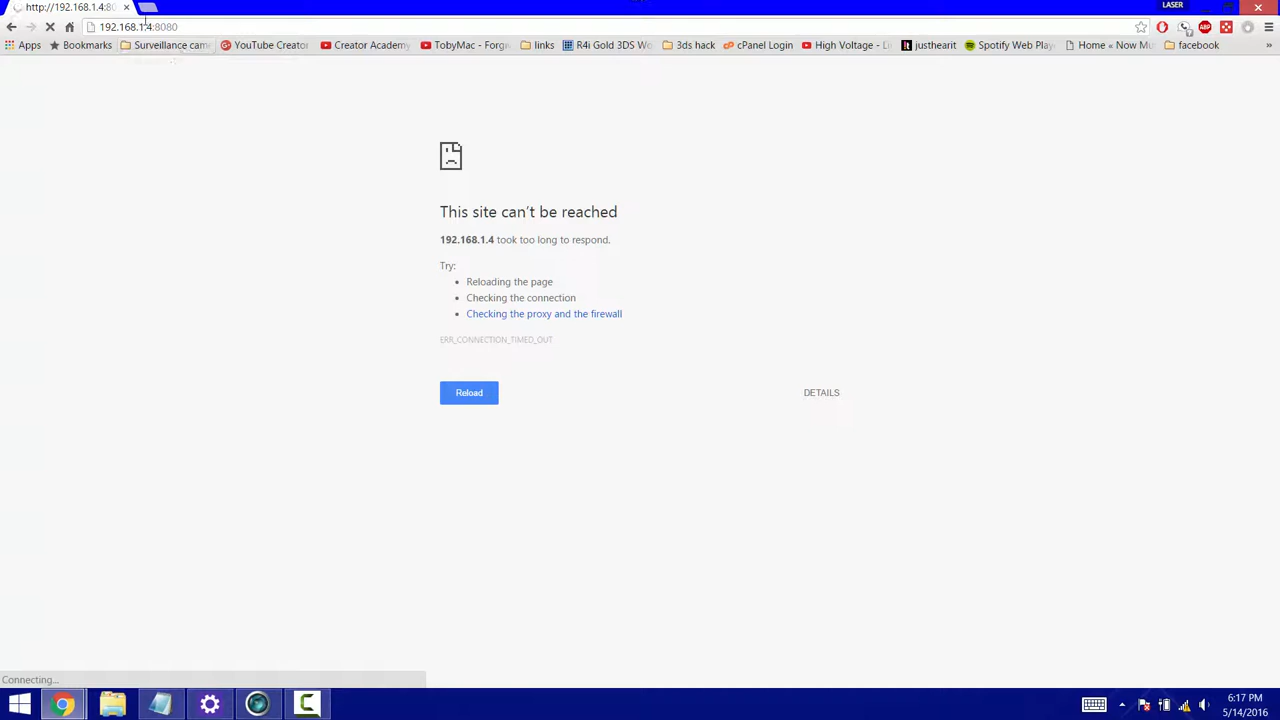 http://192.168.1.4:80
LASER
192.168.1.4:8080
Apps Bookmarks Surveillance cam YouTube Creator Creator Academy TobyMac - Forg links R4i Gold 3DS Wo 3ds hack cPanel Login High Voltage - Di justhearit Spotify Web Play Home « Now Mu facebook »
This site can't be reached
192.168.1.4 took too long to respond.
Try:
Reloading the page
Checking the connection
Checking the proxy and the firewall
ERR_CONNECTION_TIMED_OUT
Reload DETAILS
Connecting...
6:17 PM
5/14/2016